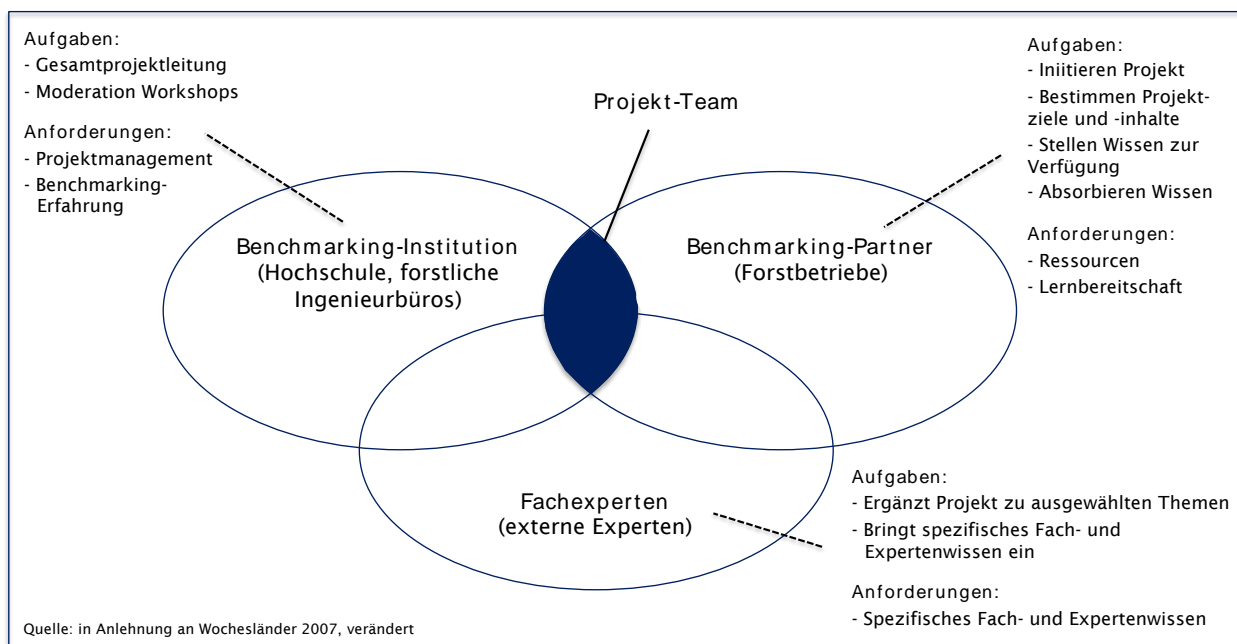 Aufgaben:
- Gesamtprojektleitung
- Moderation Workshops
Anforderungen:
- Projektmanagement
- Benchmarking-
Erfahrung
Projekt-Team
Aufgaben:
- Iniitieren Projekt
- Bestimmen Projekt-
ziele und -inhalte
- Stellen Wissen zur
Verfügung
- Absorbieren Wissen
Anforderungen:
- Ressourcen
- Lernbereitschaft
Benchmarking-Institution
(Hochschule, forstliche
Ingenieurbüros)
Benchmarking-Partner
(Forstbetriebe)
Fachexperten
(externe Experten)
Aufgaben:
- Ergänzt Projekt zu ausgewählten Themen
- Bringt spezifisches Fach- und
Expertenwissen ein
Anforderungen:
- Spezifisches Fach- und Expertenwissen
Quelle: in Anlehnung an Wochesländer 2007, verändert